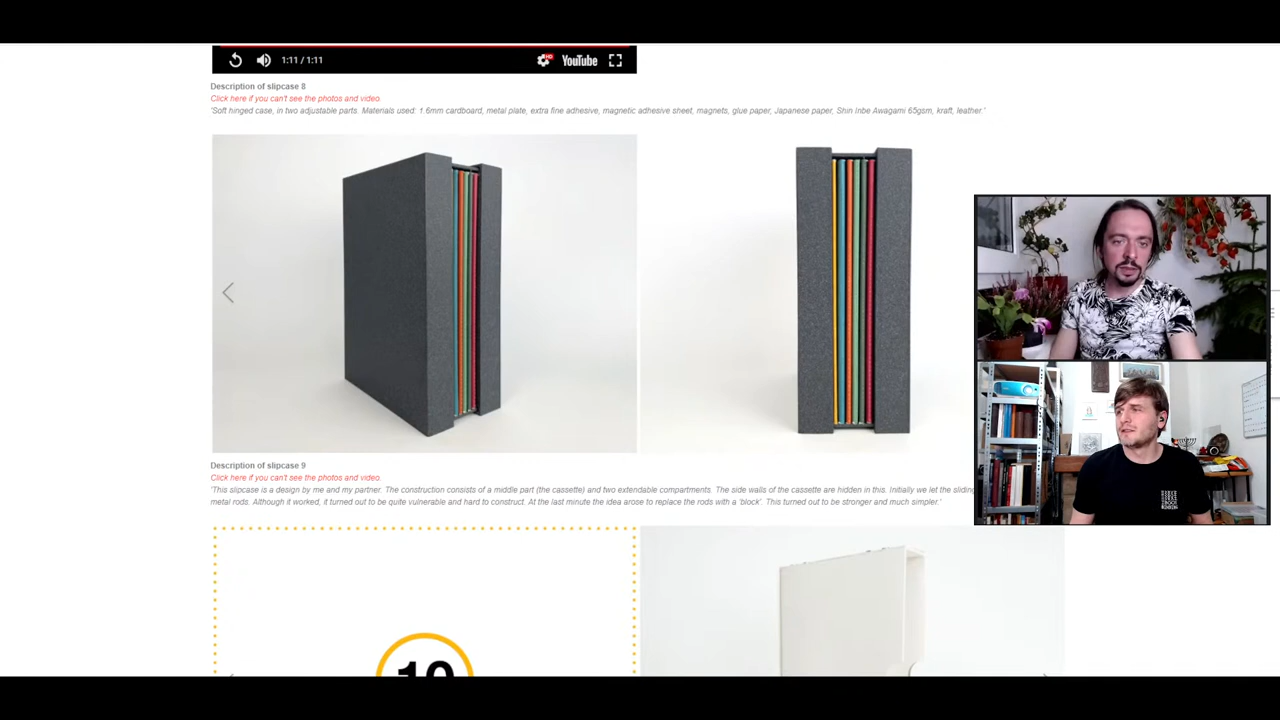 1:11 / 1:11
HD
YouTube
Description of slipcase 8
Click here if you can't see the photos and video.
'Soft hinged case, in two adjustable parts. Materials used: 1.6mm cardboard, metal plate, extra fine adhesive, magnetic adhesive sheet, magnets, glue paper, Japanese paper, Shin Inbe Awagami 65gsm, kraft, leather.'
Description of slipcase 9
Click here if you can't see the photos and video.
'This slipcase is a design by me and my partner. The construction consists of a middle part (the cassette) and two extendable compartments. The side walls of the cassette are hidden in this. Initially we let the sliding
metal rods. Although it worked, it turned out to be quite vulnerable and hard to construct. At the last minute the idea arose to replace the rods with a 'block'. This turned out to be stronger and much simpler.'
10